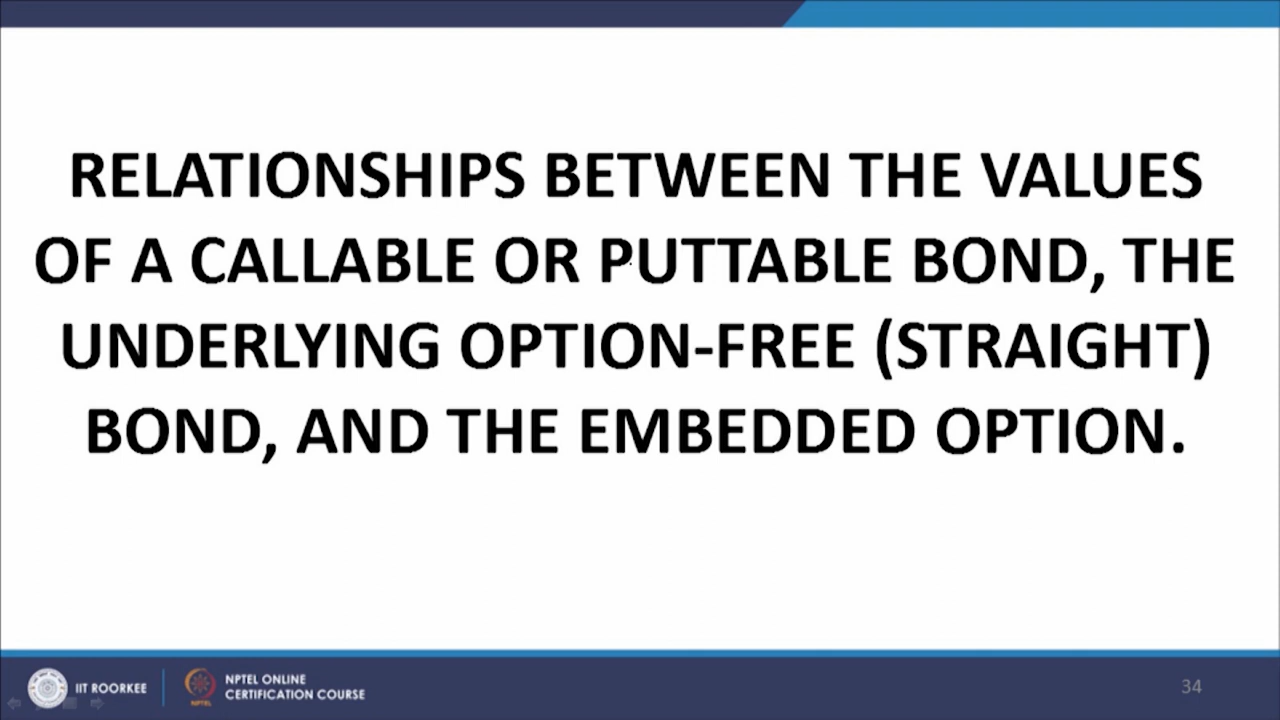 RELATIONSHIPS BETWEEN THE VALUES
OF A CALLABLE OR PUTTABLE BOND, THE
UNDERLYING OPTION-FREE (STRAIGHT)
BOND, AND THE EMBEDDED OPTION.
IIT ROORKEE
NPTEL
NPTEL ONLINE
CERTIFICATION COURSE
34